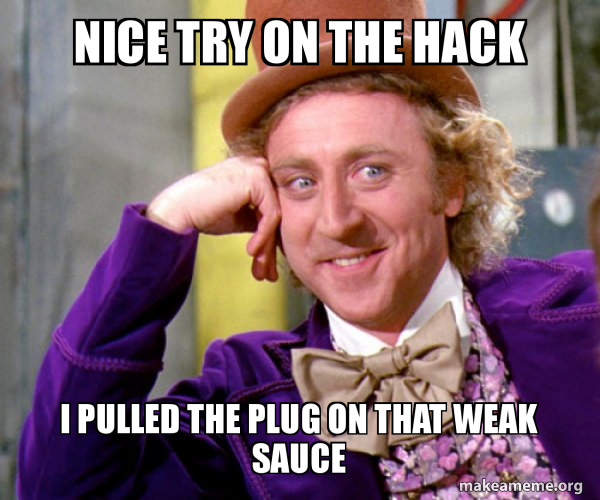 NICE TRY ON THE HACK
I PULLED THE PLUG ON THAT WEAK
SAUCE
makeameme.org